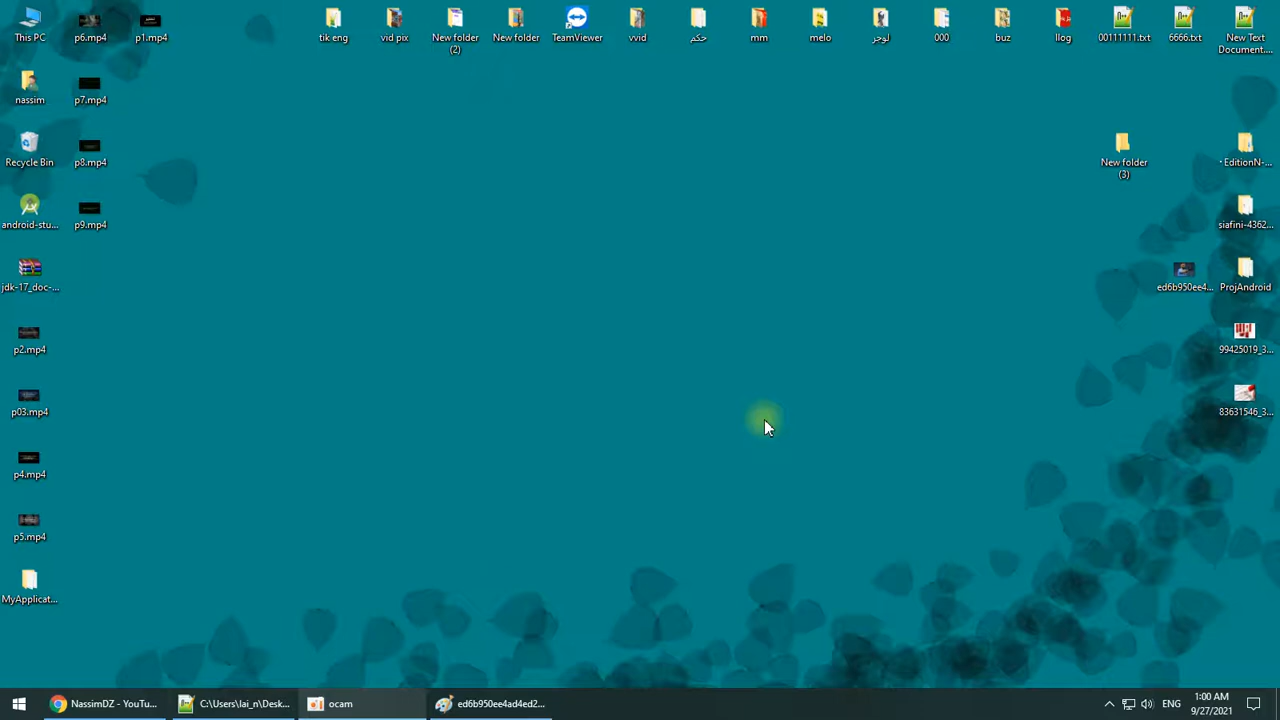 This PC
p6.mp4
p1.mp4
tik eng
vid pix
New folder
(2)
New folder
TeamViewer
vvid
حكم
mm
melo
لوجز
000
buz
llog
00111111.txt
6666.txt
New Text
Document....
nassim
p7.mp4
Recycle Bin
p8.mp4
New folder
(3)
EditionN-...
android-stu...
p9.mp4
siafini-4362...
jdk-17_doc-...
ed6b950ee4...
ProjAndroid
p2.mp4
99425019_3...
p03.mp4
83631546_3...
p4.mp4
p5.mp4
MyApplicat...
NassimDZ - YouTu...
C:\Users\lai_n\Desk...
ocam
ed6b950ee4ad4ed2...
ENG
1:00 AM
9/27/2021